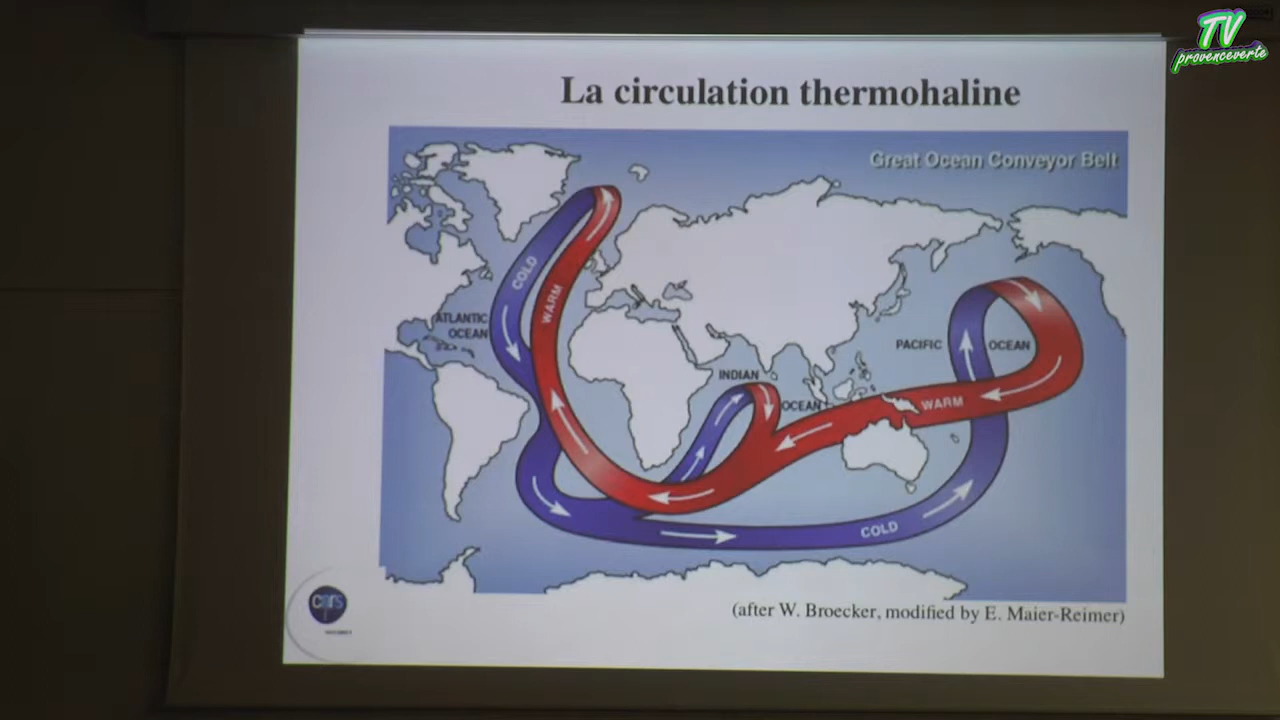 TV
provenceverte
La circulation thermohaline
Great Ocean Conveyor Belt
COLD
WARM
ATLANTIC
OCEAN
PACIFIC
OCEAN
INDIAN
OCEAN
WARM
COLD
(after W. Broecker, modified by E. Maier-Reimer)
cnrs